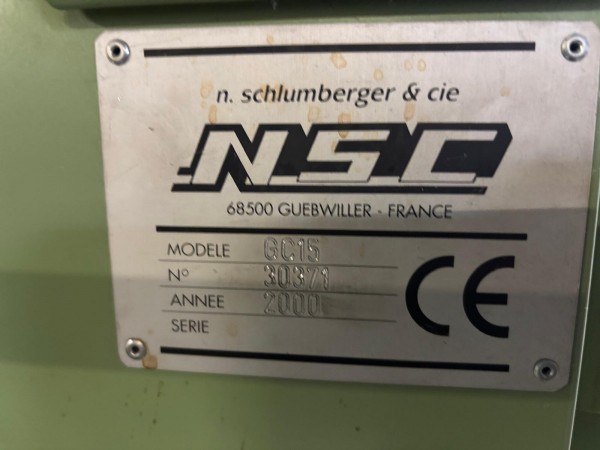 n. schlumberger & cie
NSC
68500 GUEBWILLER - FRANCE
MODELE GC15
N° 30371
ANNEE 2000
SERIE
CE